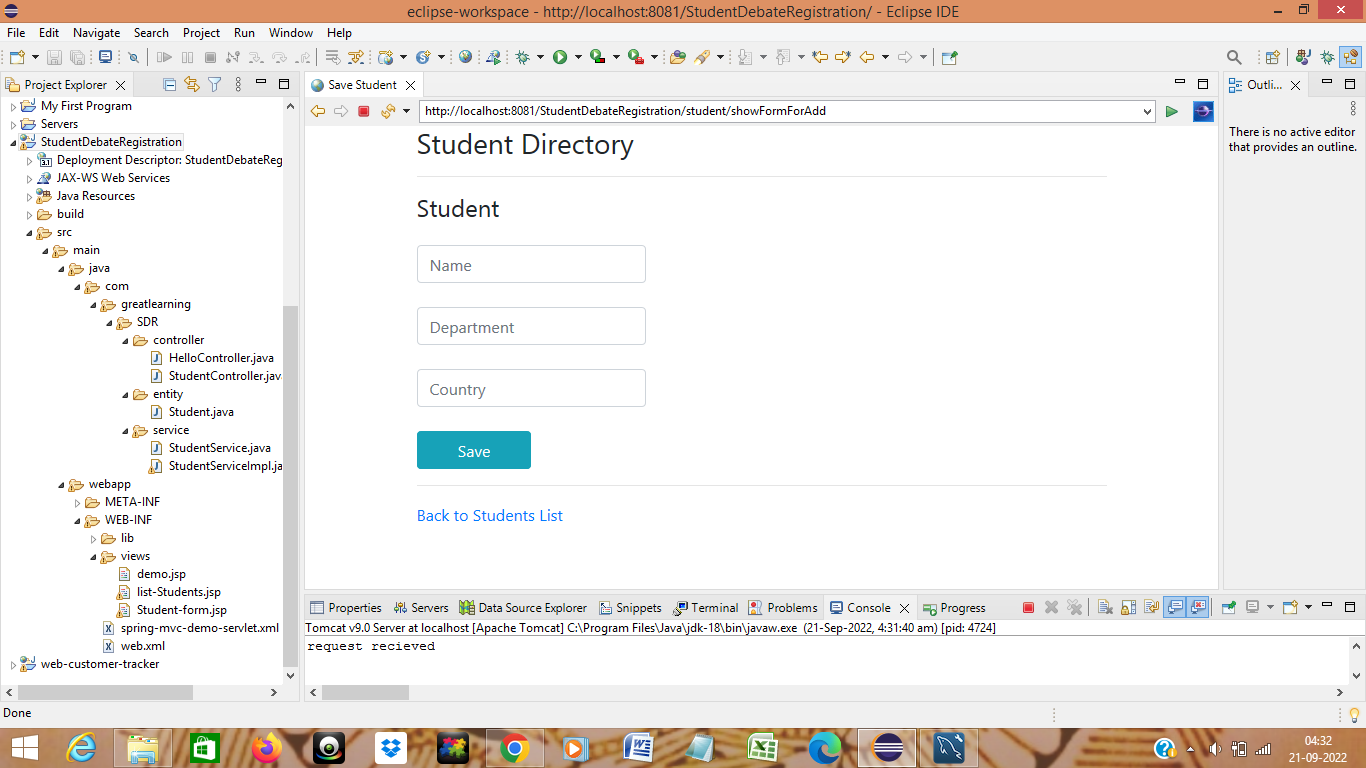 eclipse-workspace - http://localhost:8081/StudentDebateRegistration/ - Eclipse IDE
File Edit Navigate Search Project Run Window Help
Project Explorer
My First Program
Servers
StudentDebateRegistration
Deployment Descriptor: StudentDebateReg
JAX-WS Web Services
Java Resources
build
src
main
java
com
greatlearning
SDR
controller
HelloController.java
StudentController.jav
entity
Student.java
service
StudentService.java
StudentServiceImpl.ja
webapp
META-INF
WEB-INF
lib
views
demo.jsp
list-Students.jsp
Student-form.jsp
spring-mvc-demo-servlet.xml
web.xml
web-customer-tracker
Save Student
http://localhost:8081/StudentDebateRegistration/student/showFormForAdd
Student Directory
Student
Name
Department
Country
Save
Back to Students List
Outli...
There is no active editor
that provides an outline.
Properties Servers Data Source Explorer Snippets Terminal Problems Console Progress
Tomcat v9.0 Server at localhost [Apache Tomcat] C:\Program Files\Java\jdk-18\bin\javaw.exe (21-Sep-2022, 4:31:40 am) [pid: 4724]
request recieved
Done
04:32
21-09-2022